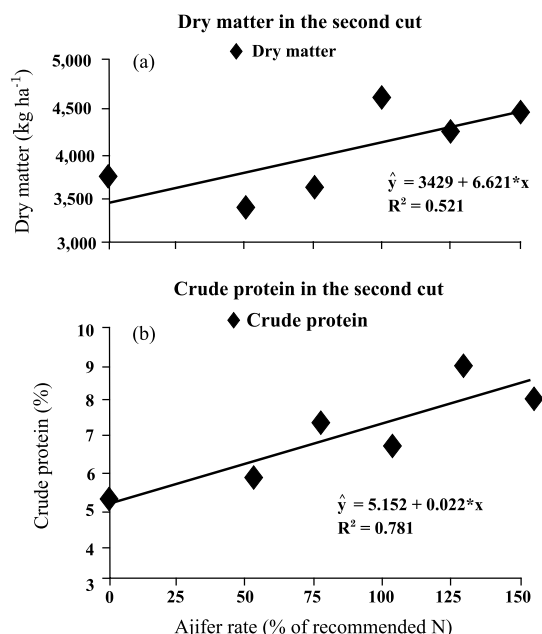 Dry matter in the second cut
(a)
◆ Dry matter
Dry matter (kg ha⁻¹)
5,000
4,500
4,000
3,500
3,000
ŷ = 3429 + 6.621*x
R² = 0.521
Crude protein in the second cut
(b)
◆ Crude protein
Crude protein (%)
10
9
8
7
6
5
4
3
ŷ = 5.152 + 0.022*x
R² = 0.781
0 25 50 75 100 125 150
Ajifer rate (% of recommended N)